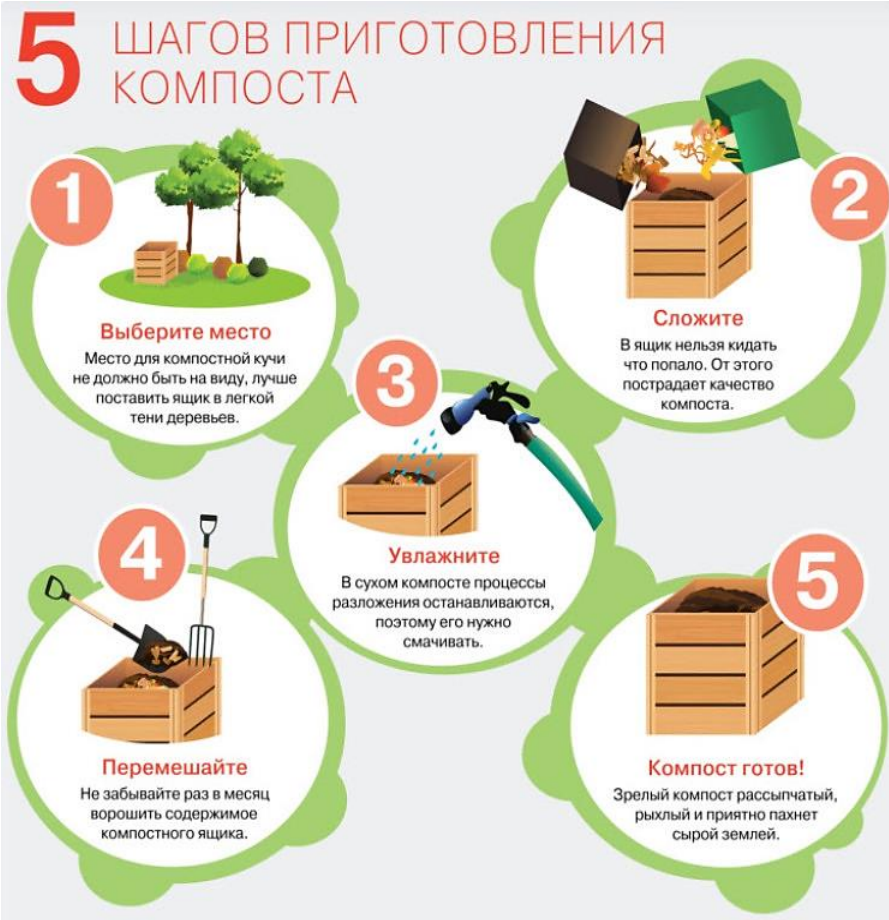 5 ШАГОВ ПРИГОТОВЛЕНИЯ
КОМПОСТА
1
Выберите место
Место для компостной кучи
не должно быть на виду, лучше
поставить ящик в легкой
тени деревьев.
2
Сложите
В ящик нельзя кидать
что попало. От этого
пострадает качество
компоста.
3
Увлажните
В сухом компосте процессы
разложения останавливаются,
поэтому его нужно
смачивать.
4
Перемешайте
Не забывайте раз в месяц
ворошить содержимое
компостного ящика.
5
Компост готов!
Зрелый компост рассыпчатый,
рыхлый и приятно пахнет
сырой землей.